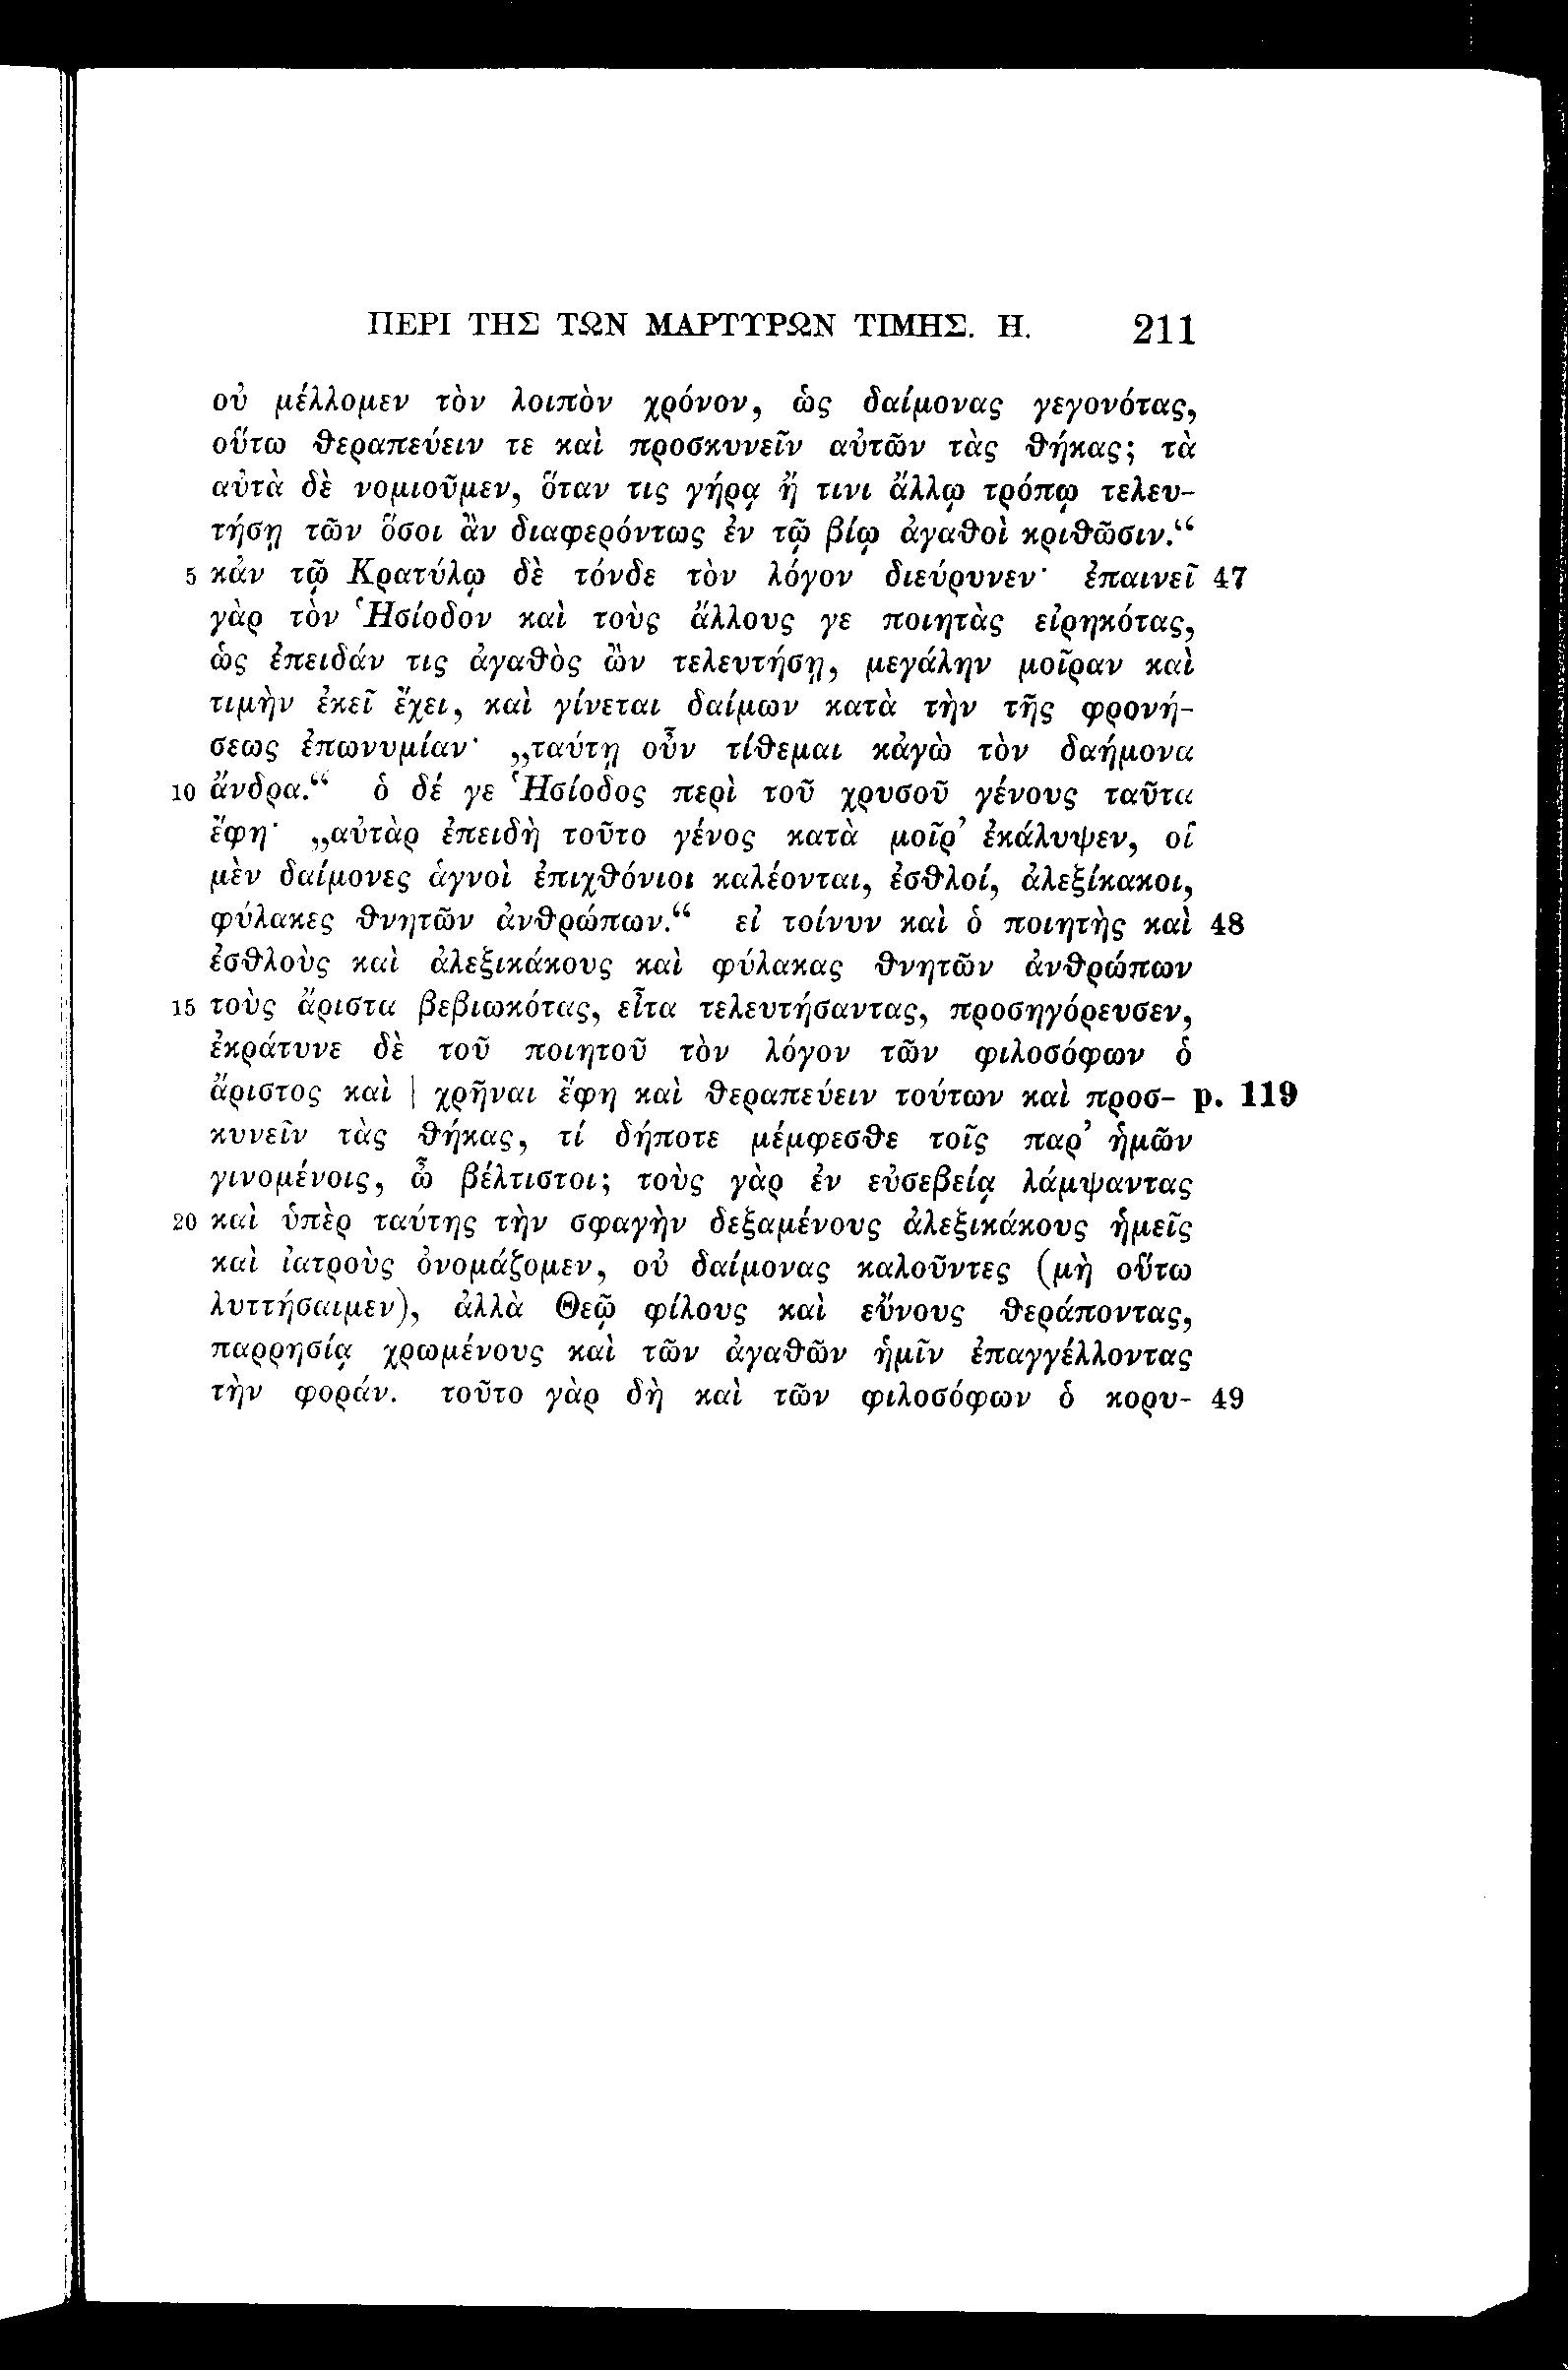 ΠΕΡΙ ΤΗΣ ΤΩΝ ΜΑΡΤΥΡΩΝ ΤΙΜΗΣ. Η. 211
οὐ μέλλομεν τὸν λοιπὸν χρόνον, ὡς δαίμονας γεγονότας,
οὕτω θεραπεύειν τε καὶ προσκυνεῖν αὐτῶν τὰς θήκας; τὰ
αὐτὰ δὲ νομιοῦμεν, ὅταν τις γήρᾳ ἤ τινι ἄλλῳ τρόπῳ τελευ-
τήσῃ τῶν ὅσοι ἂν διαφερόντως ἐν τῷ βίῳ ἀγαθοὶ κριθῶσιν.“
5 κἀν τῷ Κρατύλῳ δὲ τόνδε τὸν λόγον διεύρυνεν· ἐπαινεῖ 47
γὰρ τὸν Ἡσίοδον καὶ τοὺς ἄλλους γε ποιητὰς εἰρηκότας,
ὡς ἐπειδάν τις ἀγαθὸς ὢν τελευτήσῃ, μεγάλην μοῖραν καὶ
τιμὴν ἐκεῖ ἔχει, καὶ γίνεται δαίμων κατὰ τὴν τῆς φρονή-
σεως ἐπωνυμίαν· „ταύτῃ οὖν τίθεμαι κἀγὼ τὸν δαήμονα
10 ἄνδρα.“ ὁ δέ γε Ἡσίοδος περὶ τοῦ χρυσοῦ γένους ταῦτα
ἔφη· „αὐτὰρ ἐπειδὴ τοῦτο γένος κατὰ μοῖρ’ ἐκάλυψεν, οἱ
μὲν δαίμονες ἁγνοὶ ἐπιχθόνιοι καλέονται, ἐσθλοί, ἀλεξίκακοι,
φύλακες θνητῶν ἀνθρώπων.“ εἰ τοίνυν καὶ ὁ ποιητὴς καὶ 48
ἐσθλοὺς καὶ ἀλεξικάκους καὶ φύλακας θνητῶν ἀνθρώπων
15 τοὺς ἄριστα βεβιωκότας, εἶτα τελευτήσαντας, προσηγόρευσεν,
ἐκράτυνε δὲ τοῦ ποιητοῦ τὸν λόγον τῶν φιλοσόφων ὁ
ἄριστος καὶ | χρῆναι ἔφη καὶ θεραπεύειν τούτων καὶ προσ- p. 119
κυνεῖν τὰς θήκας, τί δήποτε μέμφεσθε τοῖς παρ’ ἡμῶν
γινομένοις, ὦ βέλτιστοι; τοὺς γὰρ ἐν εὐσεβείᾳ λάμψαντας
20 καὶ ὑπὲρ ταύτης τὴν σφαγὴν δεξαμένους ἀλεξικάκους ἡμεῖς
καὶ ἰατροὺς ὀνομάζομεν, οὐ δαίμονας καλοῦντες (μὴ οὕτω
λυττήσαιμεν), ἀλλὰ Θεῷ φίλους καὶ εὔνους θεράποντας,
παρρησίᾳ χρωμένους καὶ τῶν ἀγαθῶν ἡμῖν ἐπαγγέλλοντας
τὴν φοράν. τοῦτο γὰρ δὴ καὶ τῶν φιλοσόφων ὁ κορυ- 49